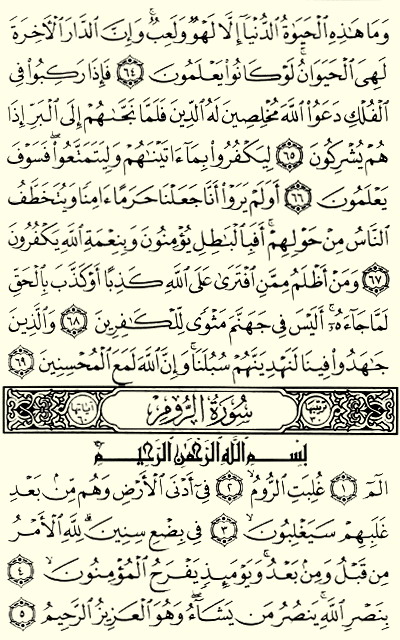 وَمَا هَٰذِهِ ٱلْحَيَوٰةُ ٱلدُّنْيَآ إِلَّا لَهْوٌ وَلَعِبٌ ۚ وَإِنَّ ٱلدَّارَ ٱلْءَاخِرَةَ
لَهِىَ ٱلْحَيَوَانُ ۚ لَوْ كَانُوا۟ يَعْلَمُونَ ٦٤ فَإِذَا رَكِبُوا۟ فِى
ٱلْفُلْكِ دَعَوُا۟ ٱللَّهَ مُخْلِصِينَ لَهُ ٱلدِّينَ فَلَمَّا نَجَّىٰهُمْ إِلَى ٱلْبَرِّ إِذَا
هُمْ يُشْرِكُونَ ٦٥ لِيَكْفُرُوا۟ بِمَآ ءَاتَيْنَٰهُمْ وَلِيَتَمَتَّعُوا۟ ۖ فَسَوْفَ
يَعْلَمُونَ ٦٦ أَوَلَمْ يَرَوْا۟ أَنَّا جَعَلْنَا حَرَمًا ءَامِنًا وَيُتَخَطَّفُ
ٱلنَّاسُ مِنْ حَوْلِهِمْ ۚ أَفَبِٱلْبَٰطِلِ يُؤْمِنُونَ وَبِنِعْمَةِ ٱللَّهِ يَكْفُرُونَ
٦٧ وَمَنْ أَظْلَمُ مِمَّنِ ٱفْتَرَىٰ عَلَى ٱللَّهِ كَذِبًا أَوْ كَذَّبَ بِٱلْحَقِّ
لَمَّا جَآءَهُۥٓ ۚ أَلَيْسَ فِى جَهَنَّمَ مَثْوًى لِّلْكَٰفِرِينَ ٦٨ وَٱلَّذِينَ
جَٰهَدُوا۟ فِينَا لَنَهْدِيَنَّهُمْ سُبُلَنَا ۚ وَإِنَّ ٱللَّهَ لَمَعَ ٱلْمُحْسِنِينَ ٦٩
ترتيبها ٣٠ سُورَةُ الرُّومِ آياتها ٦٠
بِسْمِ ٱللَّهِ ٱلرَّحْمَٰنِ ٱلرَّحِيمِ
الٓمٓ ١ غُلِبَتِ ٱلرُّومُ ٢ فِىٓ أَدْنَى ٱلْأَرْضِ وَهُم مِّنۢ بَعْدِ
غَلَبِهِمْ سَيَغْلِبُونَ ٣ فِى بِضْعِ سِنِينَ ۗ لِلَّهِ ٱلْأَمْرُ
مِن قَبْلُ وَمِنۢ بَعْدُ ۚ وَيَوْمَئِذٍ يَفْرَحُ ٱلْمُؤْمِنُونَ ٤
بِنَصْرِ ٱللَّهِ ۚ يَنصُرُ مَن يَشَآءُ ۖ وَهُوَ ٱلْعَزِيزُ ٱلرَّحِيمُ ٥